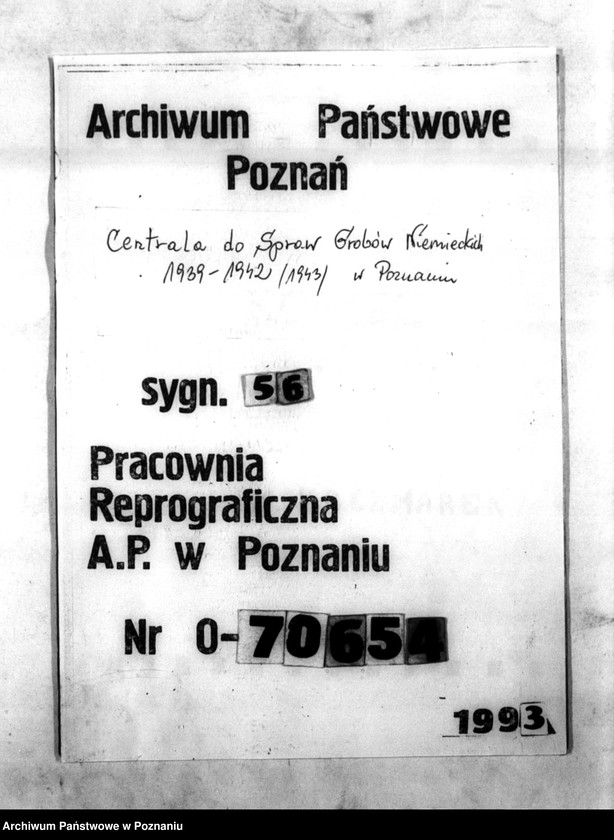 Archiwum Państwowe
Poznań
Centrala do Spraw Grobów Niemieckich
1939-1942 /1943/ w Poznaniu
sygn. 56
Pracownia
Reprograficzna
A.P. w Poznaniu
Nr O-70654
1993
Archiwum Państwowe w Poznaniu